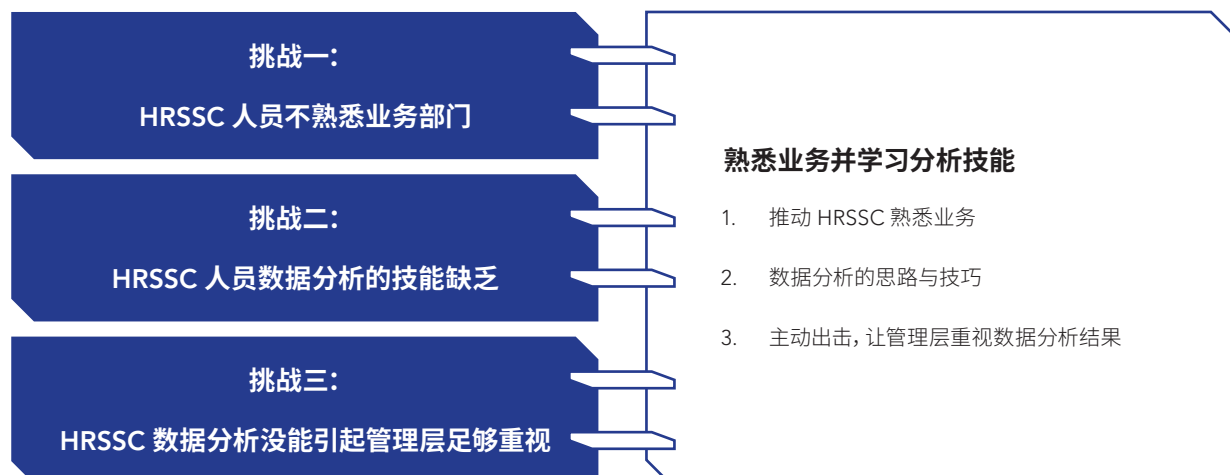 挑战一：
HRSSC 人员不熟悉业务部门
挑战二：
HRSSC 人员数据分析的技能缺乏
挑战三：
HRSSC 数据分析没能引起管理层足够重视
熟悉业务并学习分析技能
1. 推动 HRSSC 熟悉业务
2. 数据分析的思路与技巧
3. 主动出击，让管理层重视数据分析结果